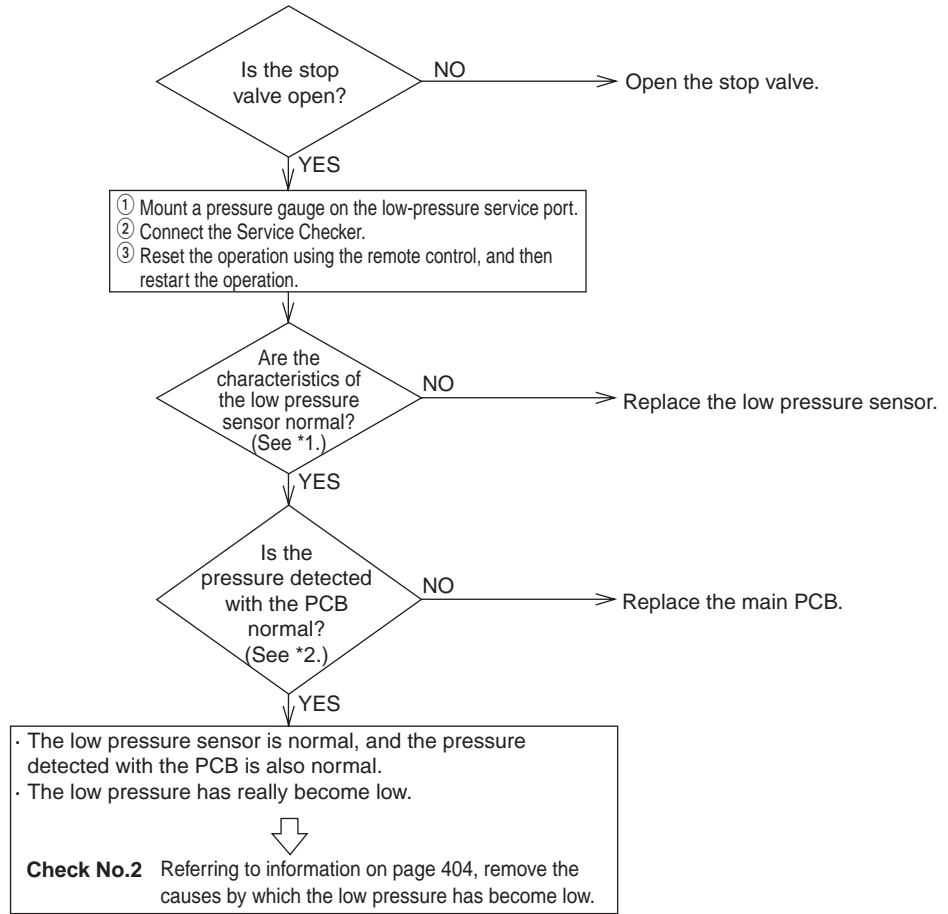 Is the stop
valve open?
NO
Open the stop valve.
YES
① Mount a pressure gauge on the low-pressure service port.
② Connect the Service Checker.
③ Reset the operation using the remote control, and then
restart the operation.
Are the
characteristics of
the low pressure
sensor normal?
(See *1.)
NO
Replace the low pressure sensor.
YES
Is the
pressure detected
with the PCB
normal?
(See *2.)
NO
Replace the main PCB.
YES
· The low pressure sensor is normal, and the pressure
detected with the PCB is also normal.
· The low pressure has really become low.
Check No.2 Referring to information on page 404, remove the
causes by which the low pressure has become low.